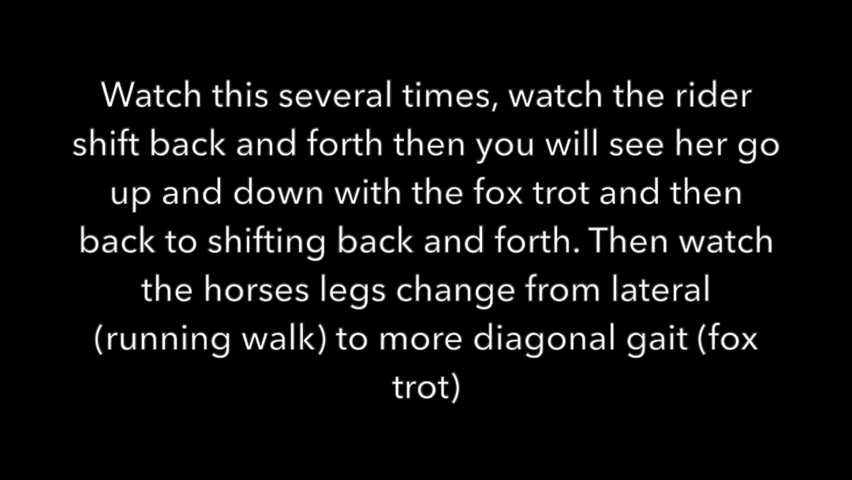 Watch this several times, watch the rider
shift back and forth then you will see her go
up and down with the fox trot and then
back to shifting back and forth. Then watch
the horses legs change from lateral
(running walk) to more diagonal gait (fox
trot)